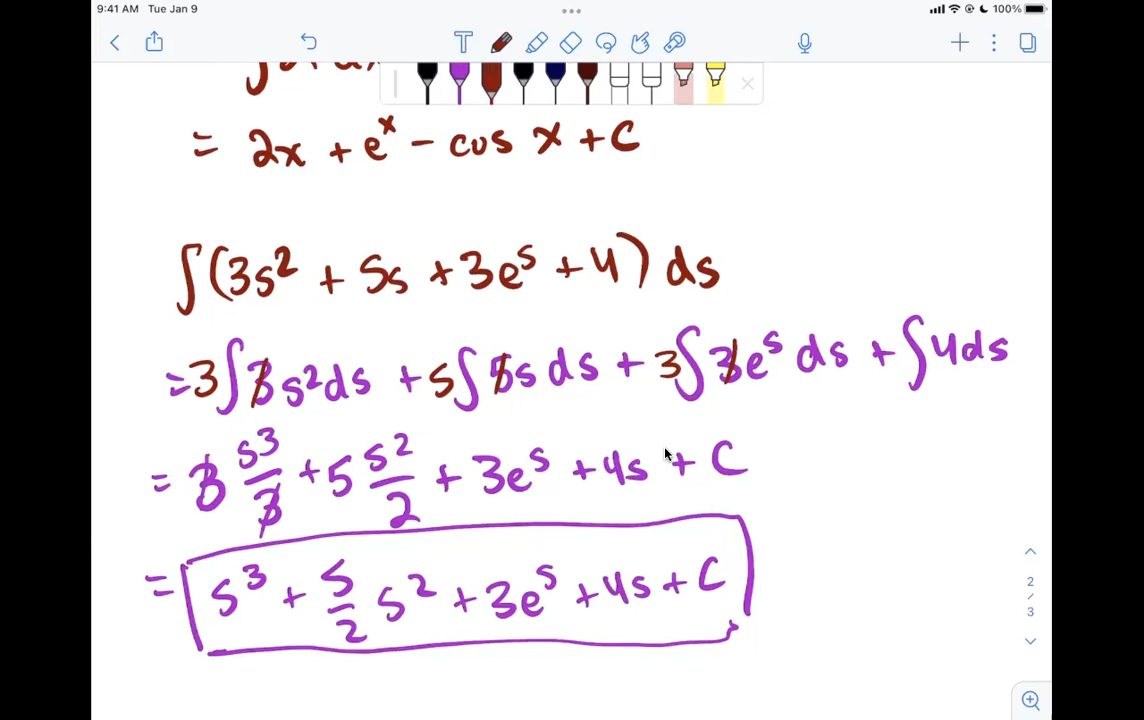 9:41 AM Tue Jan 9
100%
T
= 2x + e^x - cos x + C
∫(3s² + 5s + 3e^s + 4) ds
= 3∫3s² ds + 5∫5s ds + 3∫3e^s ds + ∫4ds
= 3 s³/3 + 5 s²/2 + 3e^s + 4s + C
= s³ + 5/2 s² + 3e^s + 4s + C
2
/
3